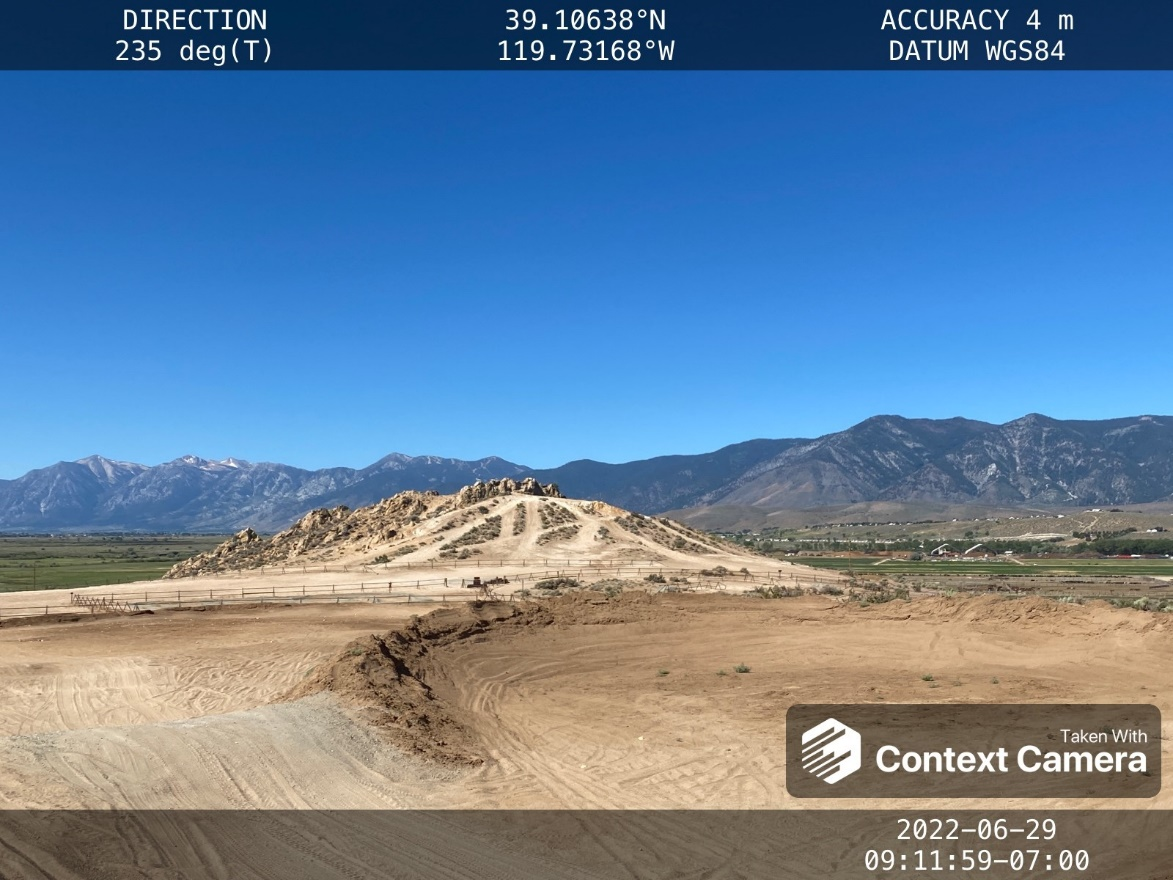 DIRECTION
235 deg(T)
39.10638°N
119.73168°W
ACCURACY 4 m
DATUM WGS84
Taken With
Context Camera
2022-06-29
09:11:59-07:00